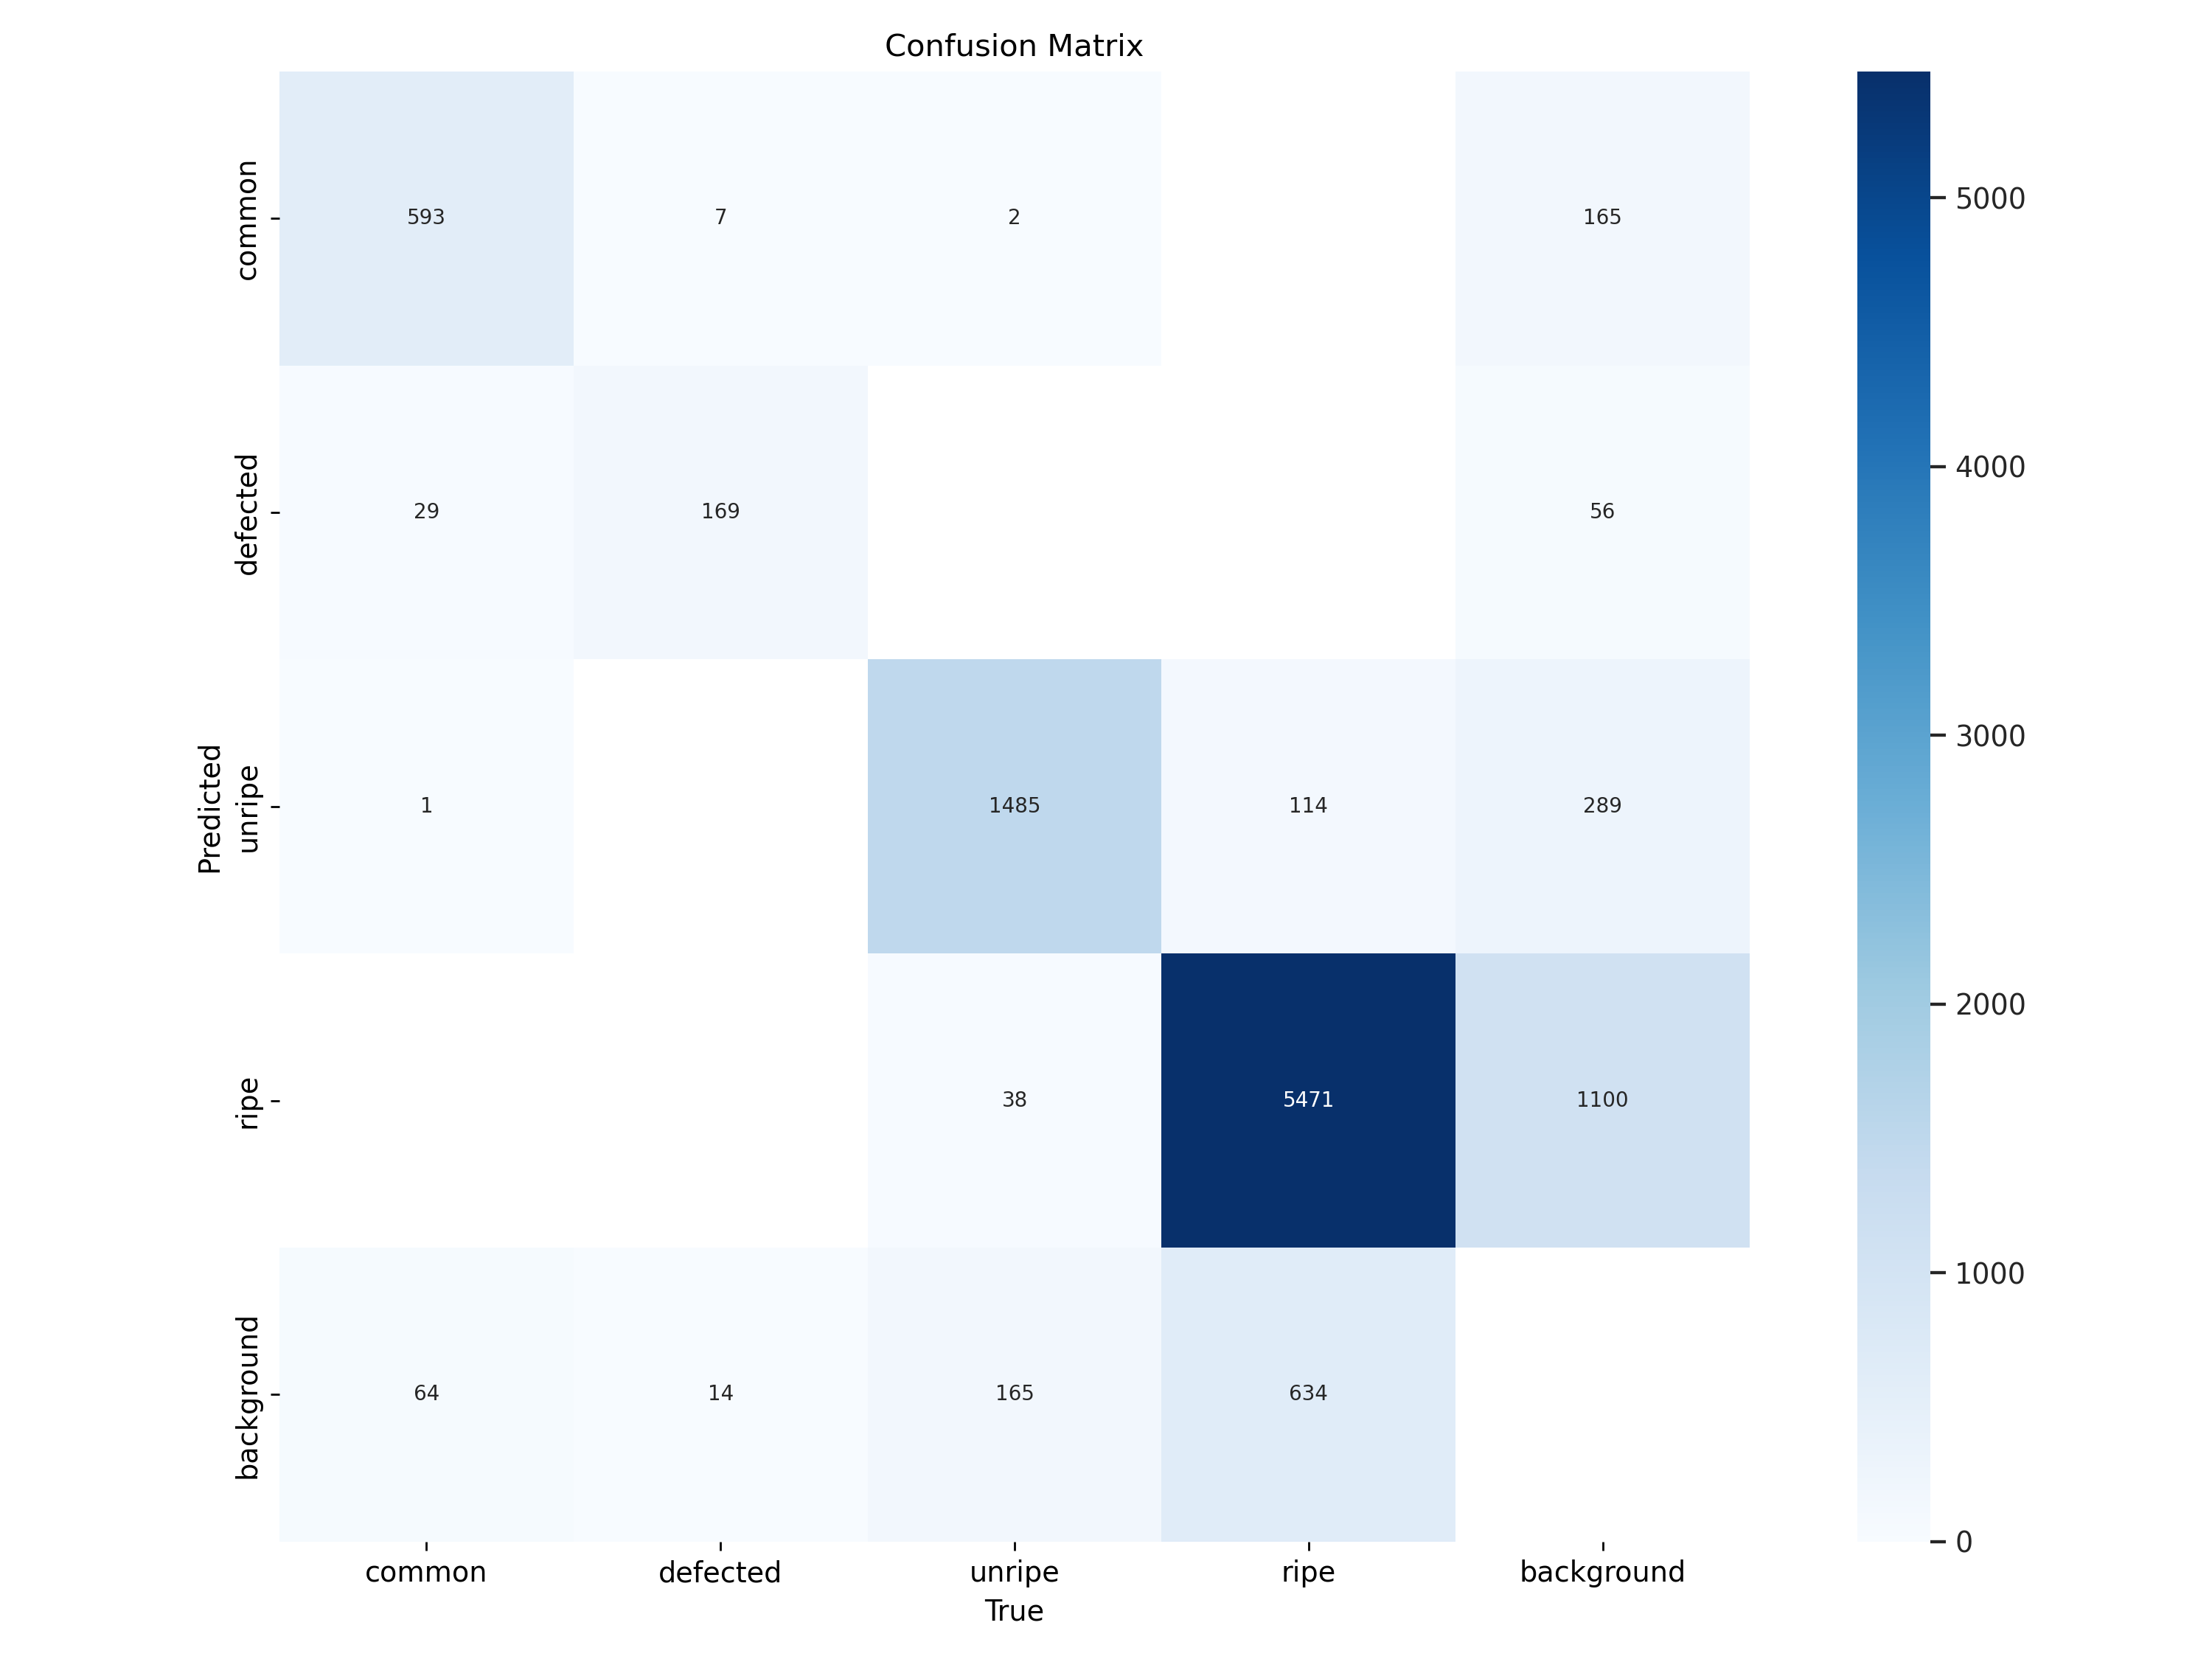 Confusion Matrix
common
593
7
2
165
defected
29
169
56
Predicted
unripe
1
1485
114
289
ripe
38
5471
1100
background
64
14
165
634
common
defected
unripe
ripe
background
True
5000
4000
3000
2000
1000
0